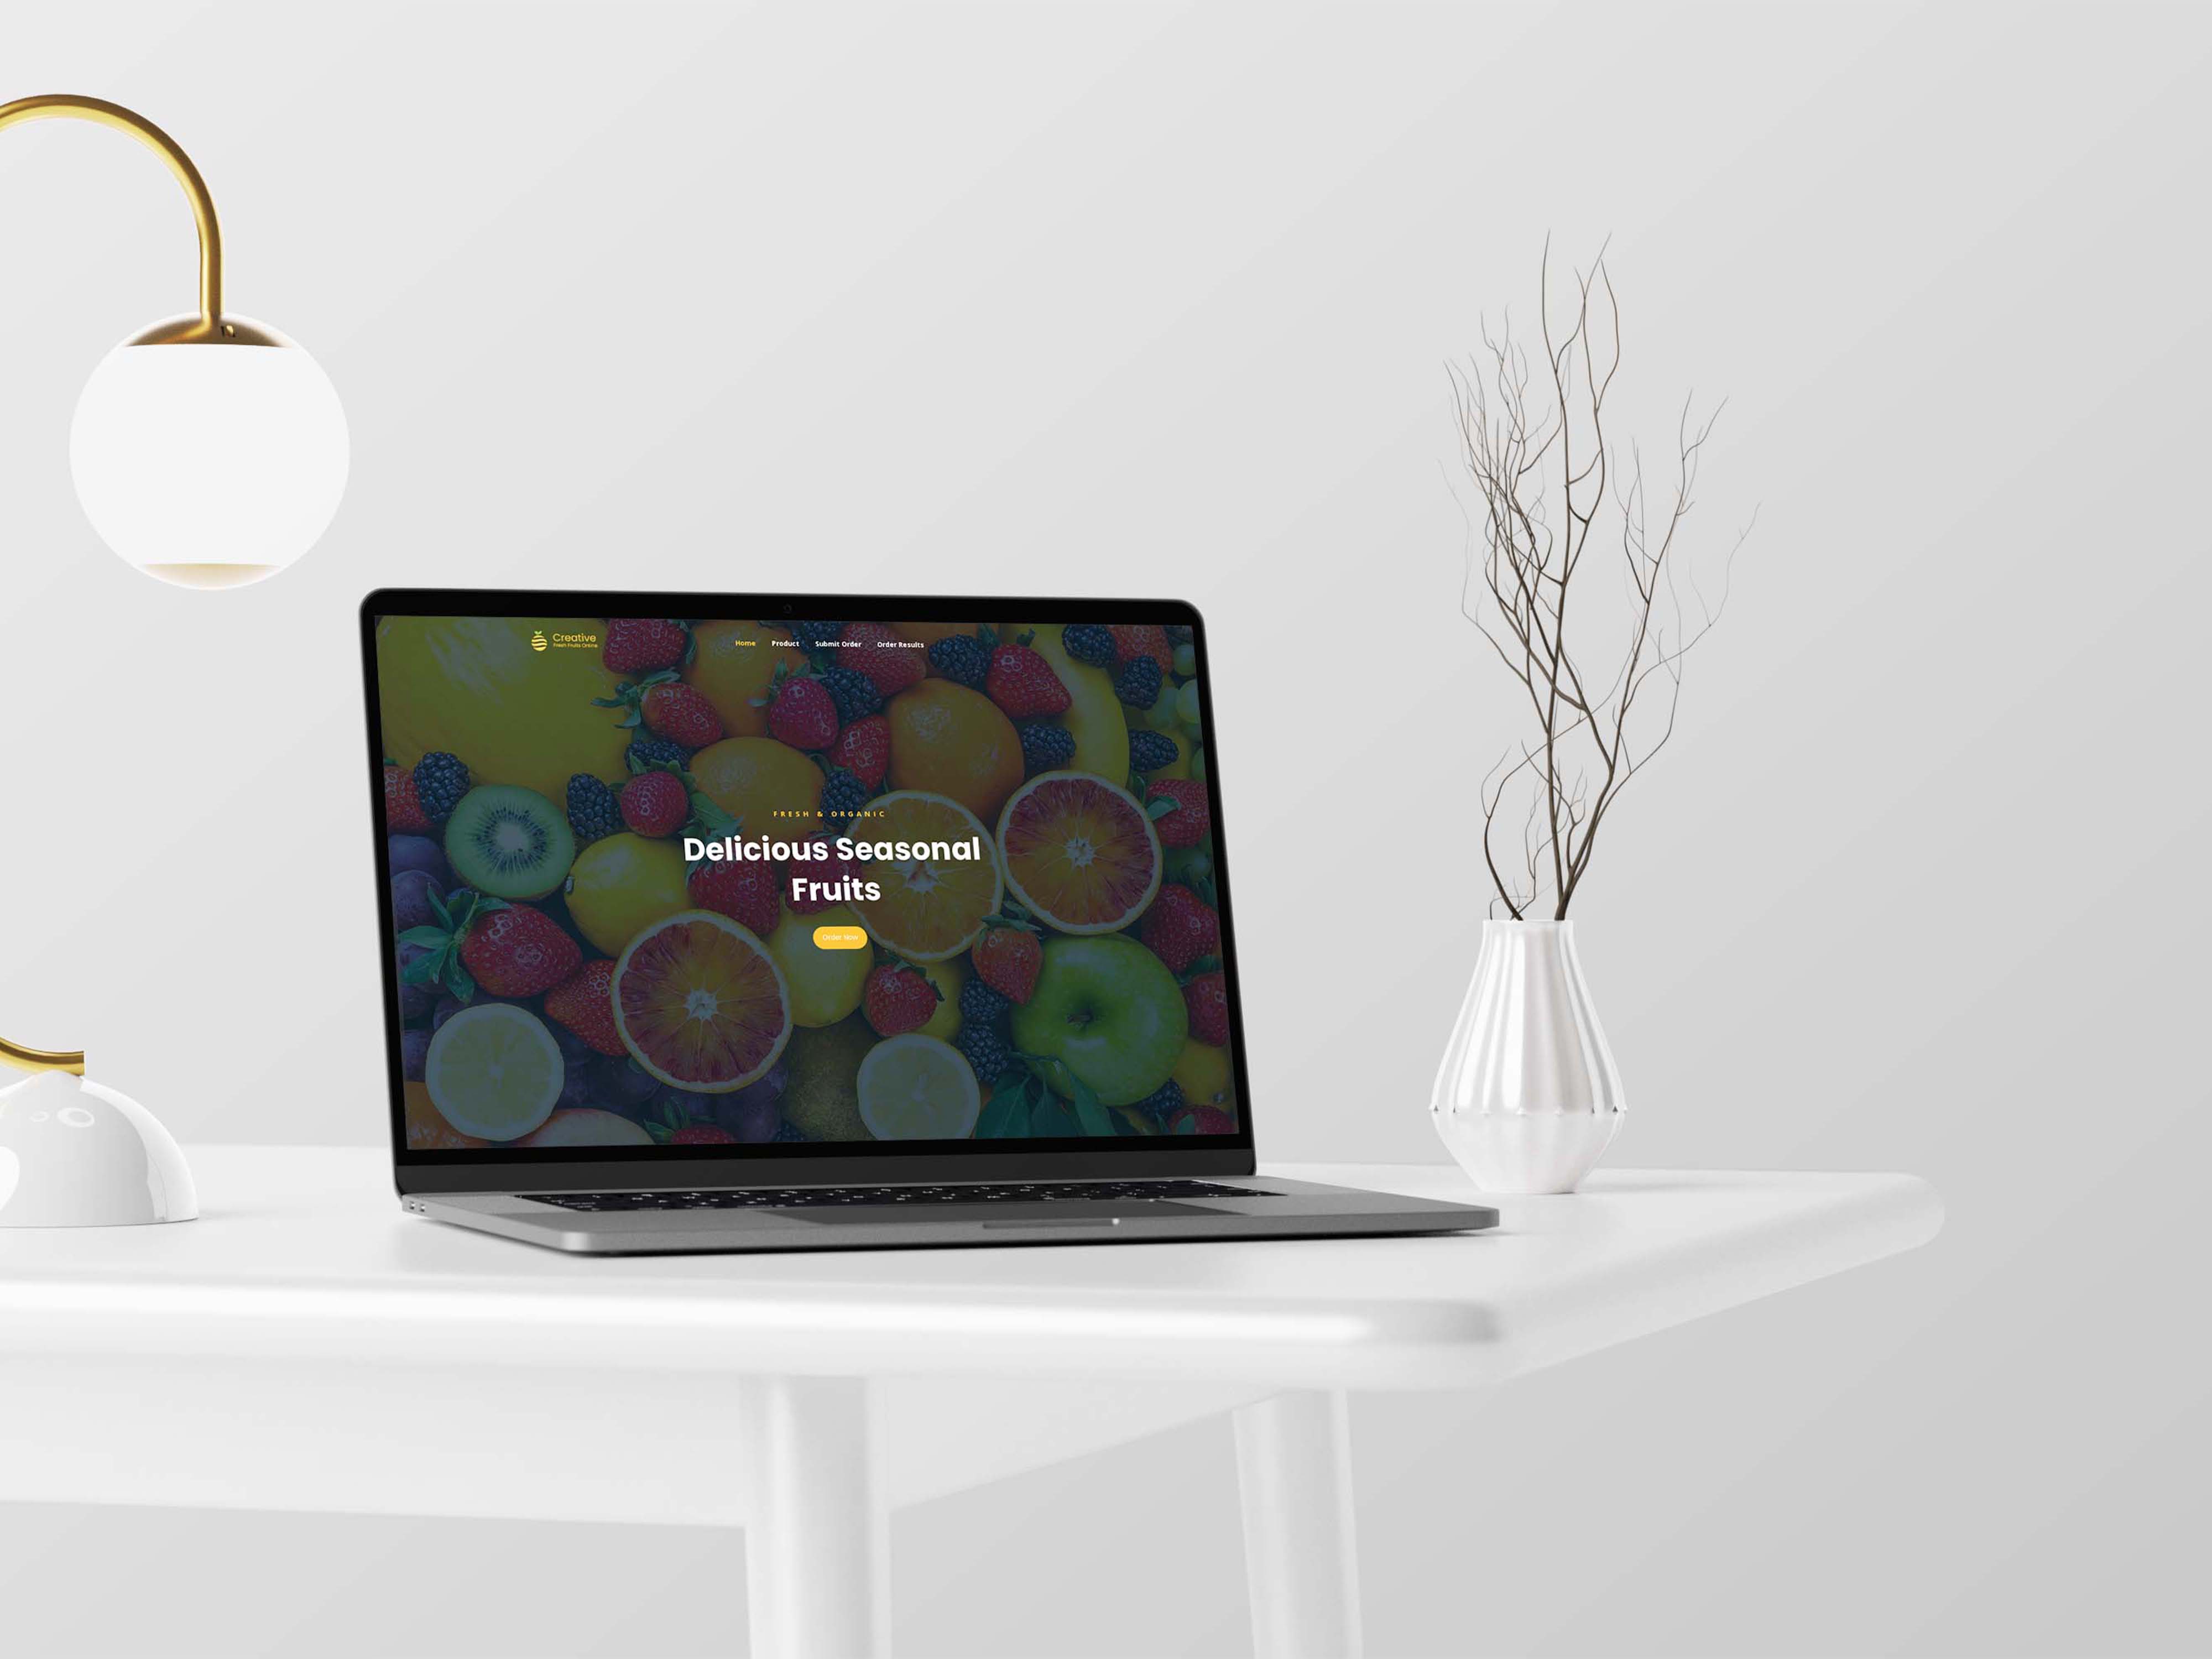 Creative
Fresh Fruits Online
Home Product Submit Order Order Results
FRESH & ORGANIC
Delicious Seasonal
Fruits
Order Now